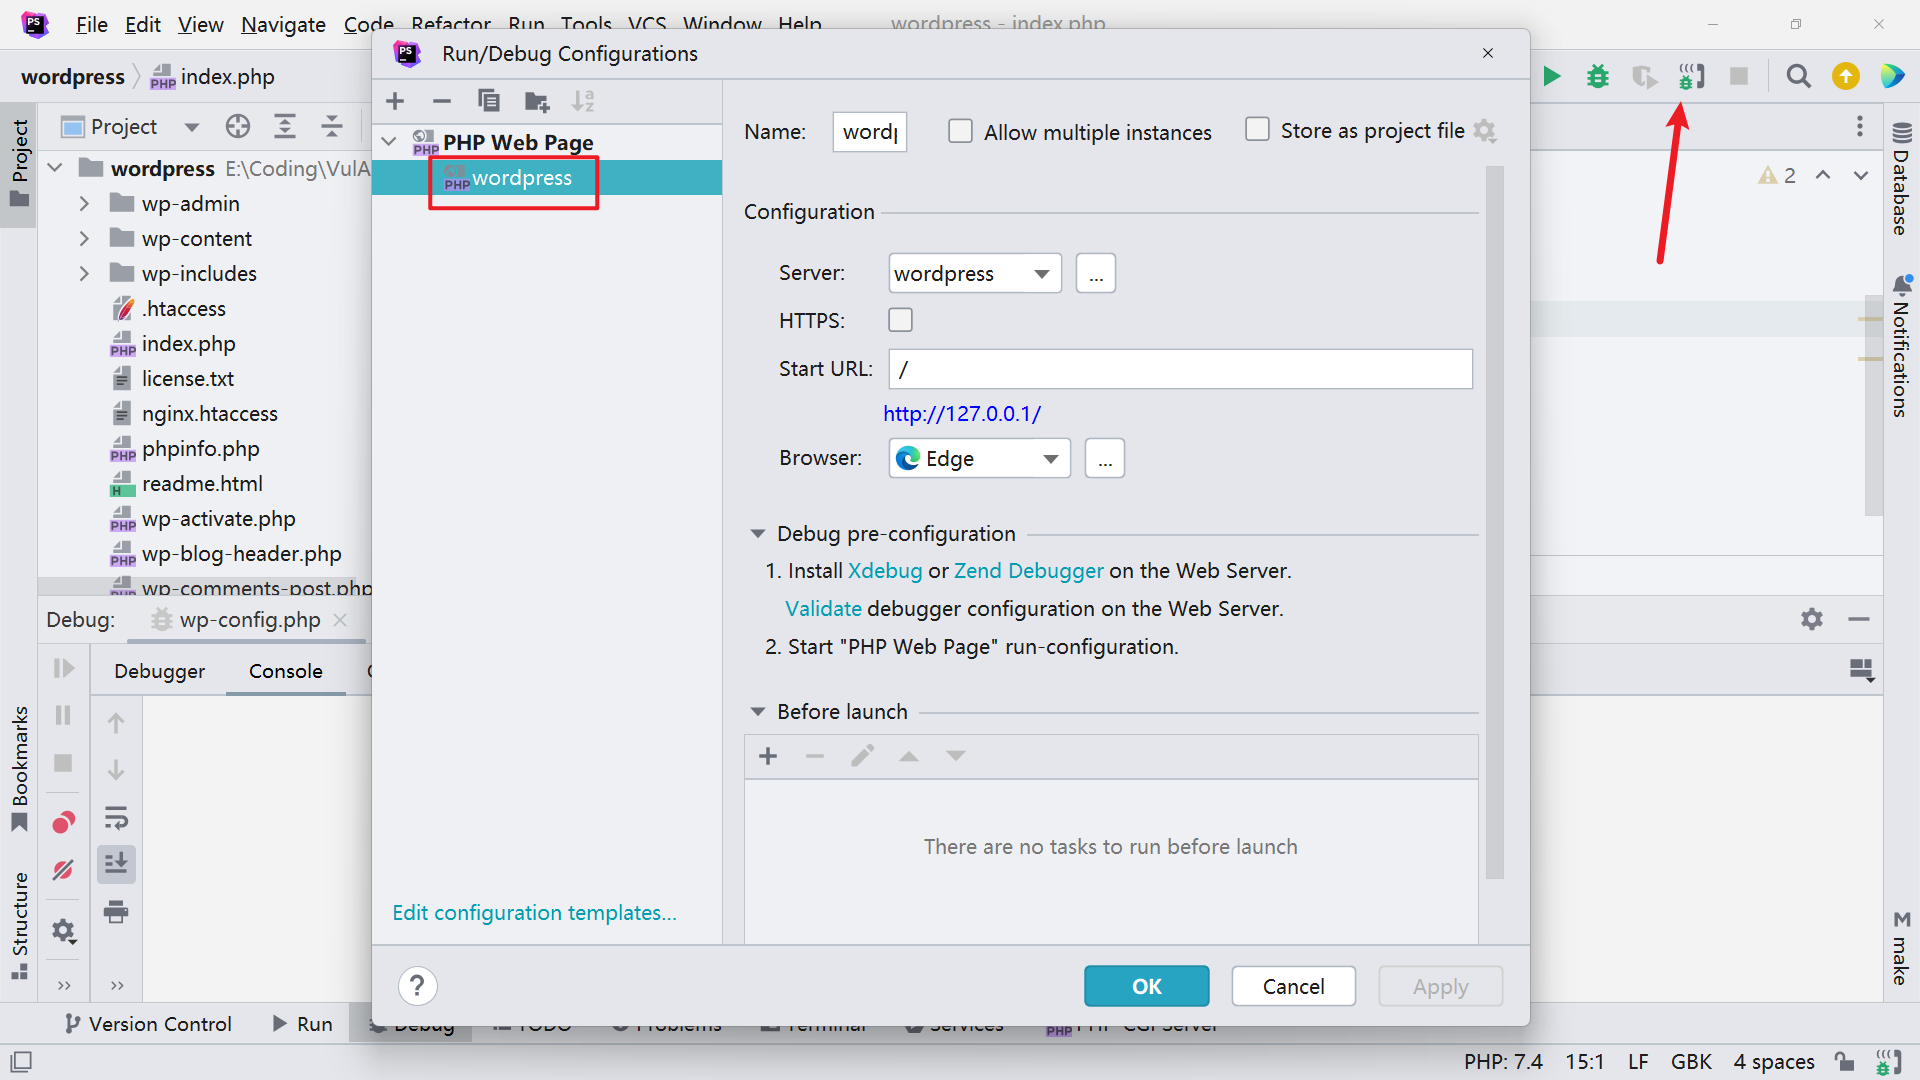 File Edit View Navigate Code Refactor Run Tools VCS Window Help wordpress - index.php
Run/Debug Configurations
wordpress index.php
Project
wordpress E:\Coding\VulA
wp-admin
wp-content
wp-includes
.htaccess
index.php
license.txt
nginx.htaccess
phpinfo.php
readme.html
wp-activate.php
wp-blog-header.php
wp-comments-post.php
PHP Web Page
wordpress
Edit configuration templates...
Name: wordp
Allow multiple instances
Store as project file
Configuration
Server: wordpress ...
HTTPS:
Start URL: /
http://127.0.0.1/
Browser: Edge ...
Debug pre-configuration
1. Install Xdebug or Zend Debugger on the Web Server.
Validate debugger configuration on the Web Server.
2. Start "PHP Web Page" run-configuration.
Before launch
There are no tasks to run before launch
? OK Cancel Apply
2
Project
Bookmarks
Structure
Database
Notifications
make
Debug: wp-config.php
Debugger Console
Version Control Run Debug TODO Problems Terminal Services PHP CGI Server
PHP: 7.4 15:1 LF GBK 4 spaces